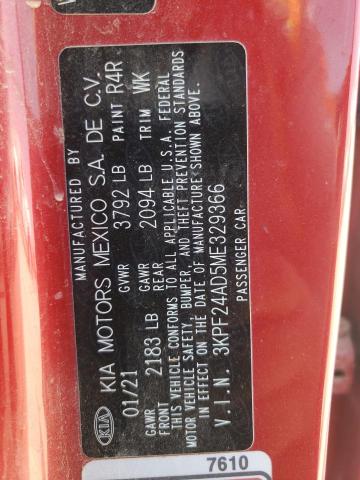 MANUFACTURED BY
KIA MOTORS MEXICO S.A. DE C.V.
01/21 GVWR 3792 LB PAINT R4R
GAWR FRONT 2183 LB GAWR REAR 2094 LB TRIM WK
THIS VEHICLE CONFORMS TO ALL APPLICABLE U.S.A. FEDERAL
MOTOR VEHICLE SAFETY, BUMPER, AND THEFT PREVENTION STANDARDS
IN EFFECT ON THE DATE OF MANUFACTURE SHOWN ABOVE.
V.I.N. 3KPF24AD5ME329366
PASSENGER CAR
KIA
7610